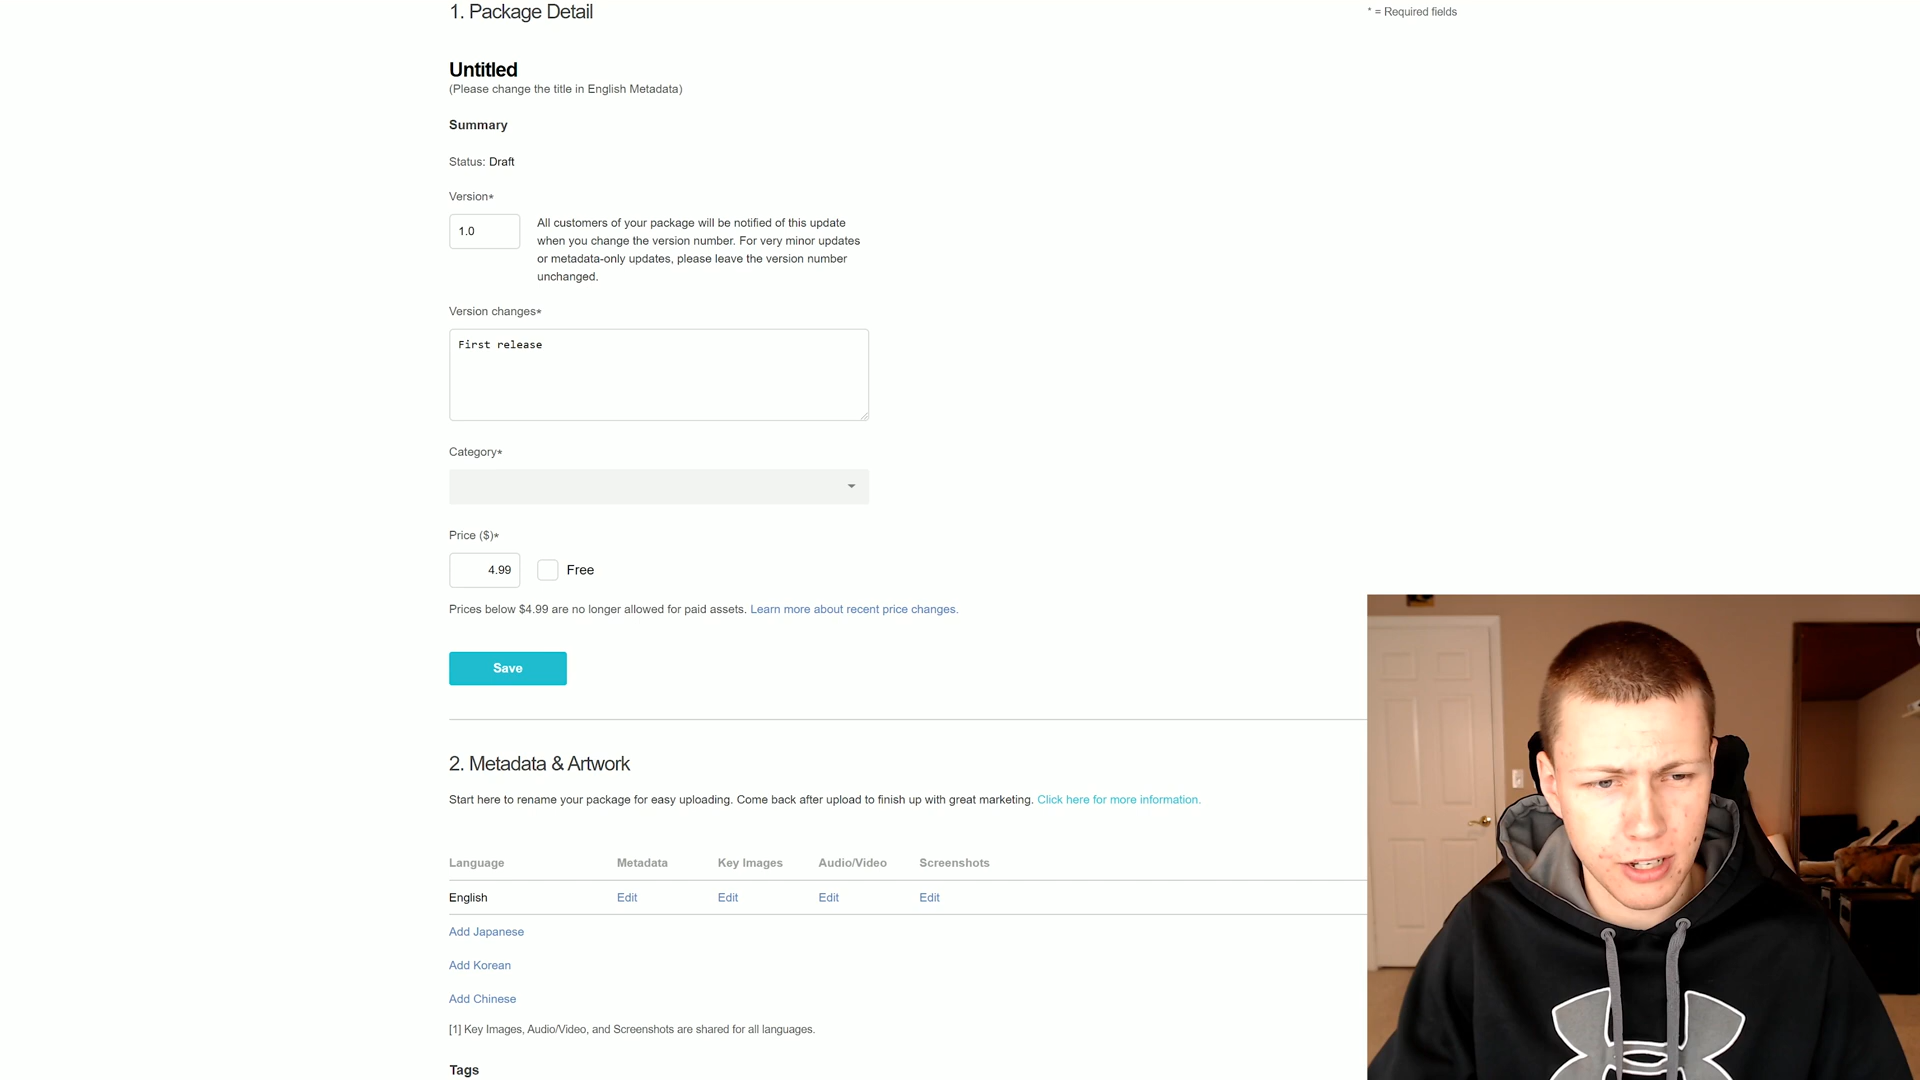 1. Package Detail
* = Required fields
Untitled
(Please change the title in English Metadata)
Summary
Status: Draft
Version*
1.0
All customers of your package will be notified of this update
when you change the version number. For very minor updates
or metadata-only updates, please leave the version number
unchanged.
Version changes*
First release
Category*
Price ($)*
4.99
Free
Prices below $4.99 are no longer allowed for paid assets. Learn more about recent price changes.
Save
2. Metadata & Artwork
Start here to rename your package for easy uploading. Come back after upload to finish up with great marketing. Click here for more information.
Language Metadata Key Images Audio/Video Screenshots
English Edit Edit Edit Edit
Add Japanese
Add Korean
Add Chinese
[1] Key Images, Audio/Video, and Screenshots are shared for all languages.
Tags